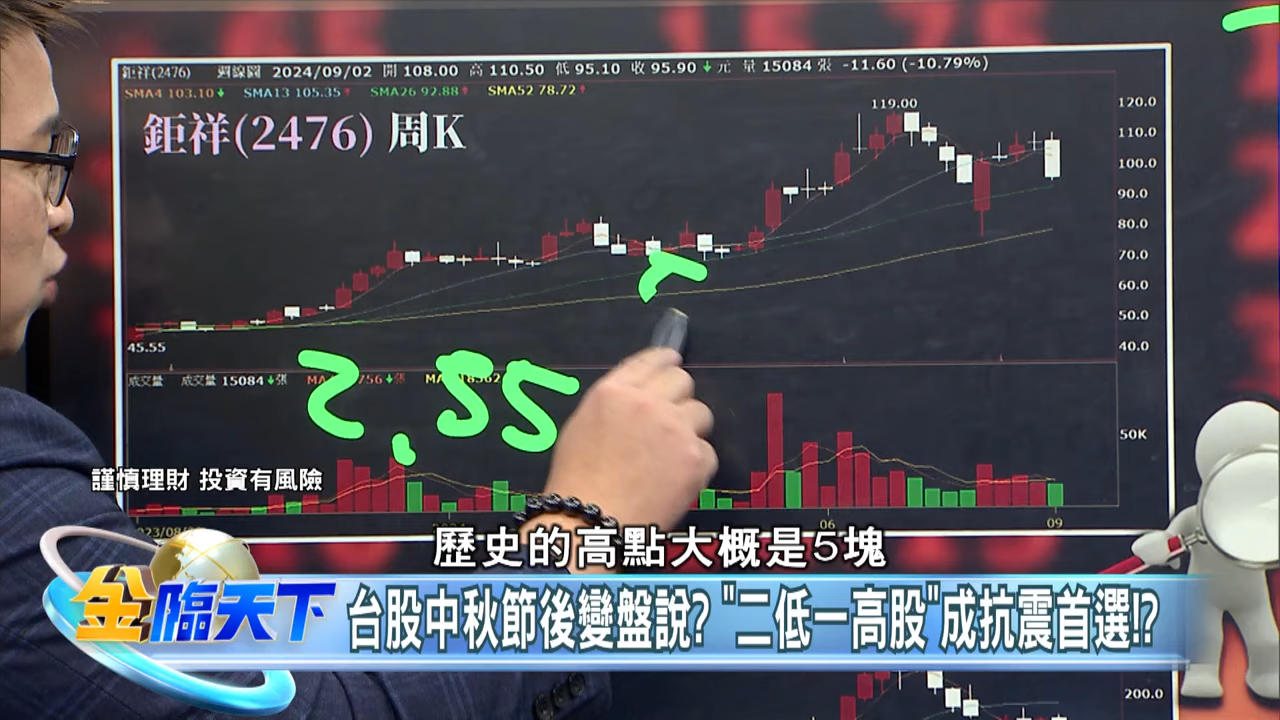 鉅祥(2476) 週線圖 2024/09/02 開 108.00 高 110.50 低 95.10 收 95.90↓元 量 15084 張 -11.60 (-10.79%)
SMA4 103.10↓ SMA13 105.35↑ SMA26 92.88↑ SMA52 78.72↑
鉅祥(2476) 周K
119.00
120.0
110.0
100.0
90.0
80.0
70.0
60.0
50.0
40.0
45.55
成交量 成交量 15084↓張
2,25
50K
謹慎理財 投資有風險
06
09
歷史的高點大概是5塊
金臨天下
台股中秋節後變盤說? "二低一高股"成抗震首選!?
200.0